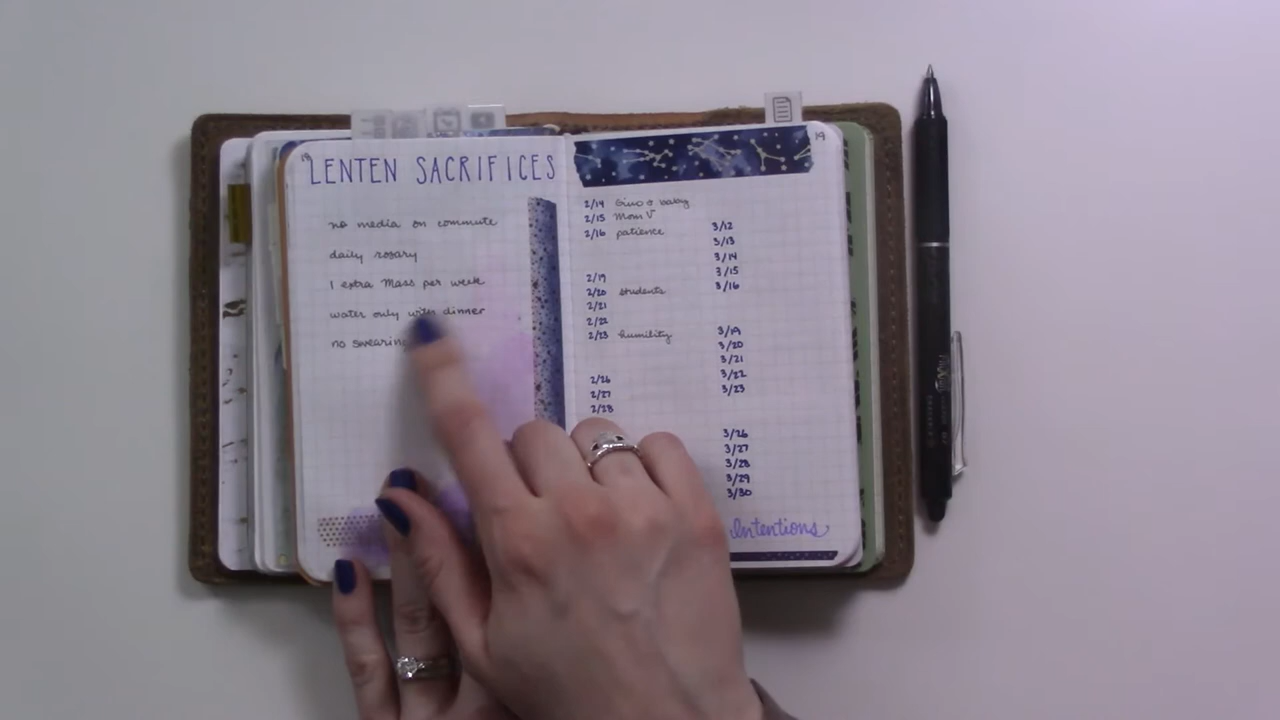 LENTEN SACRIFICES
no media on commute
daily rosary
1 extra Mass per week
water only with dinner
no swearing
19
2/14 Gino & baby
2/15 Mom V
2/16 patience
2/19
2/20 students
2/21
2/22
2/23 humility
2/26
2/27
2/28
3/12
3/13
3/14
3/15
3/16
3/19
3/20
3/21
3/22
3/23
3/26
3/27
3/28
3/29
3/30
Intentions